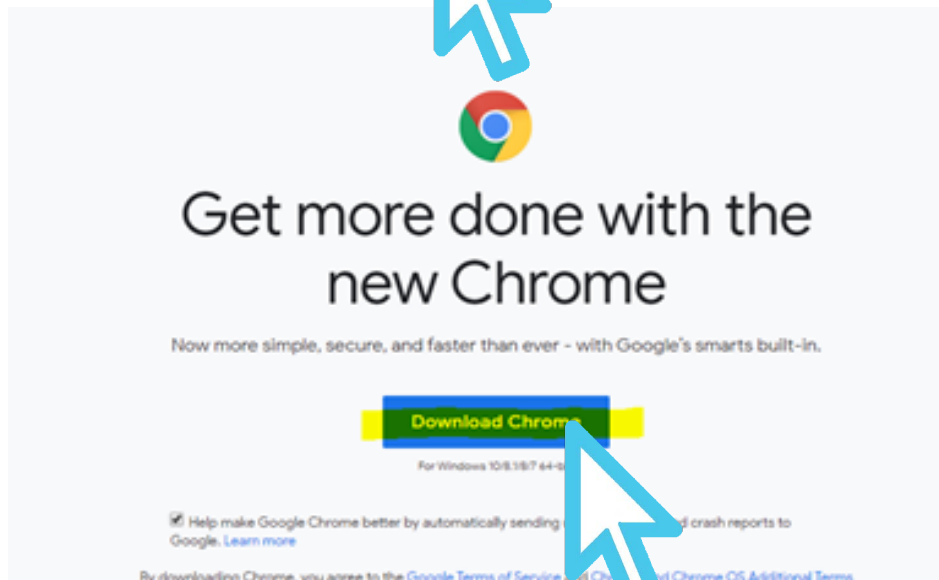 Get more done with the
new Chrome
Now more simple, secure, and faster than ever - with Google's smarts built-in.
Download Chrome
For Windows 10/8.1/8/7 64-
Help make Google Chrome better by automatically sending crash reports to
Google. Learn more
By downloading Chrome, you agree to the Google Terms of Service and Chrome OS Additional Terms